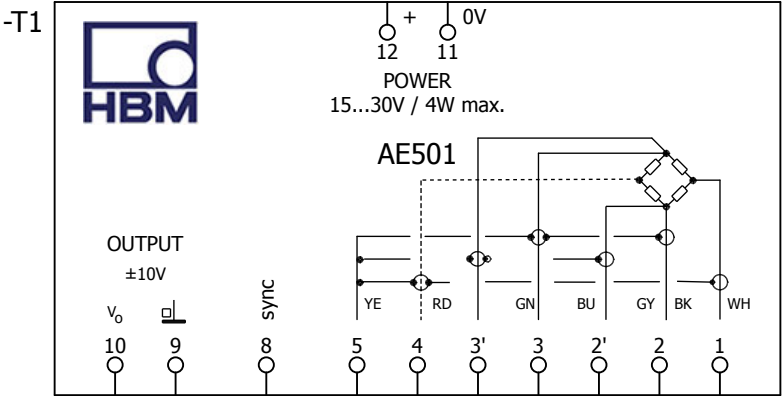 -T1
+ 0V
12 11
HBM
POWER
15...30V / 4W max.
AE501
OUTPUT
±10V
sync
YE RD GN BU GY BK WH
Vo
10 9 8 5 4 3' 3 2' 2 1